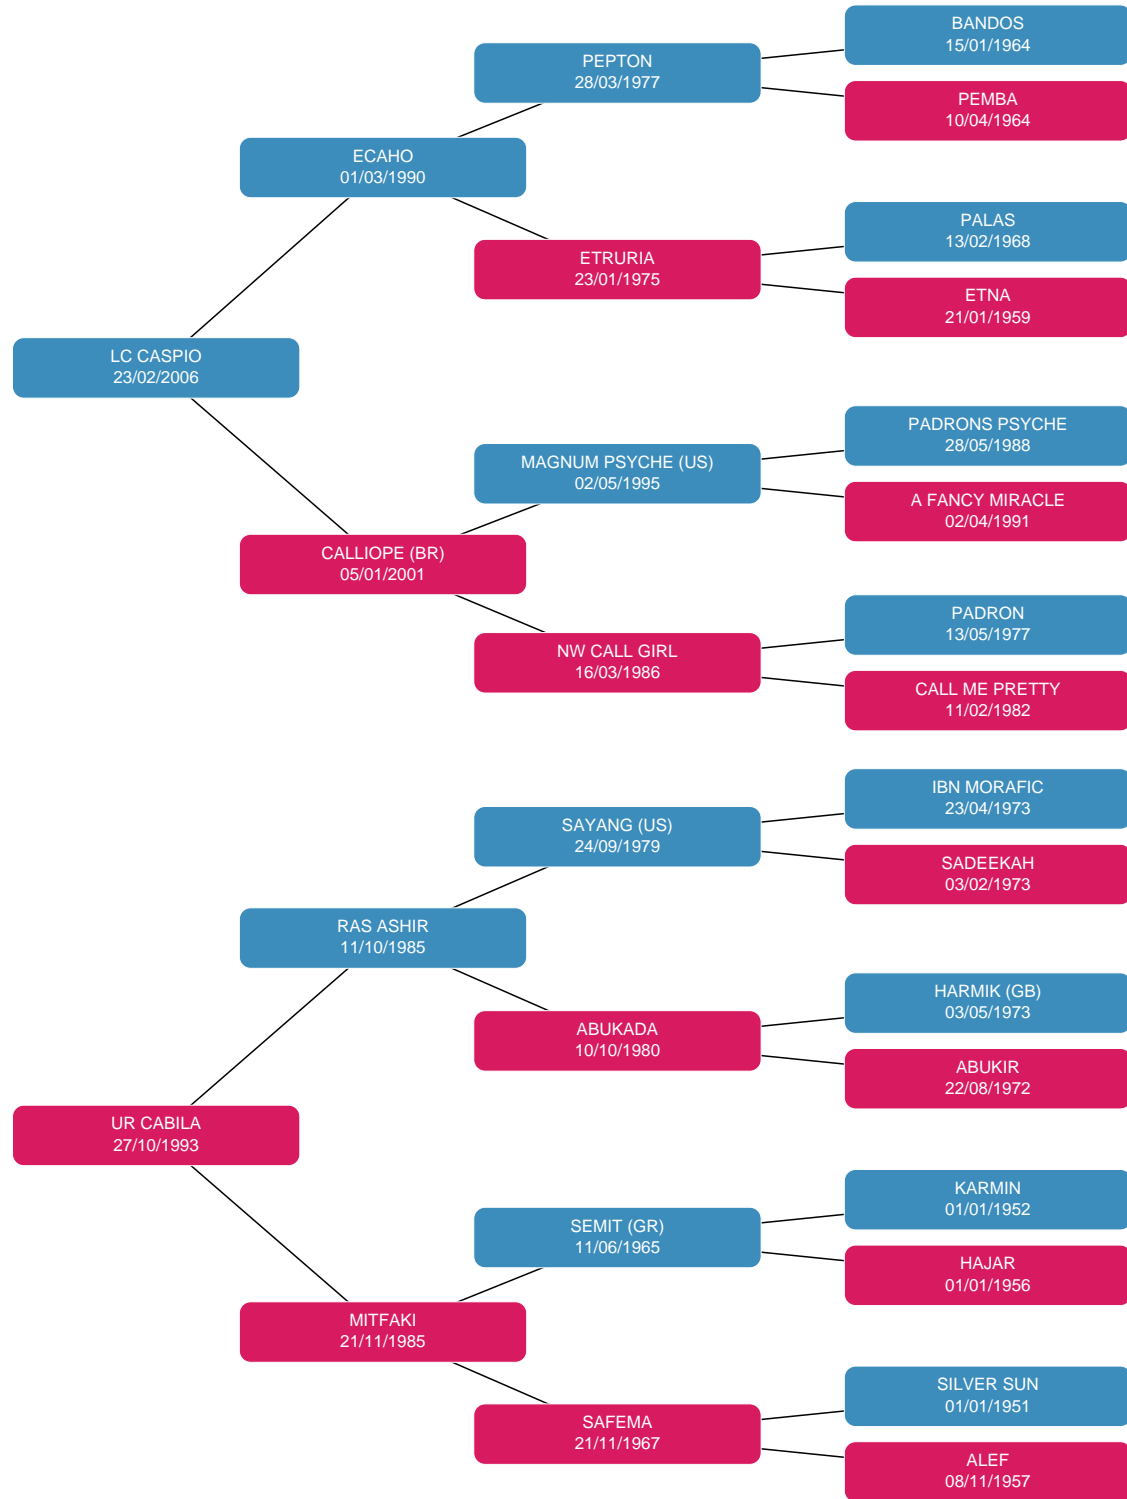 BANDOS
15/01/1964
PEPTON
28/03/1977
PEMBA
10/04/1964
ECAHO
01/03/1990
PALAS
13/02/1968
ETRURIA
23/01/1975
ETNA
21/01/1959
LC CASPIO
23/02/2006
PADRONS PSYCHE
28/05/1988
MAGNUM PSYCHE (US)
02/05/1995
A FANCY MIRACLE
02/04/1991
CALLIOPE (BR)
05/01/2001
PADRON
13/05/1977
NW CALL GIRL
16/03/1986
CALL ME PRETTY
11/02/1982
IBN MORAFIC
23/04/1973
SAYANG (US)
24/09/1979
SADEEKAH
03/02/1973
RAS ASHIR
11/10/1985
HARMIK (GB)
03/05/1973
ABUKADA
10/10/1980
ABUKIR
22/08/1972
UR CABILA
27/10/1993
KARMIN
01/01/1952
SEMIT (GR)
11/06/1965
HAJAR
01/01/1956
MITFAKI
21/11/1985
SILVER SUN
01/01/1951
SAFEMA
21/11/1967
ALEF
08/11/1957